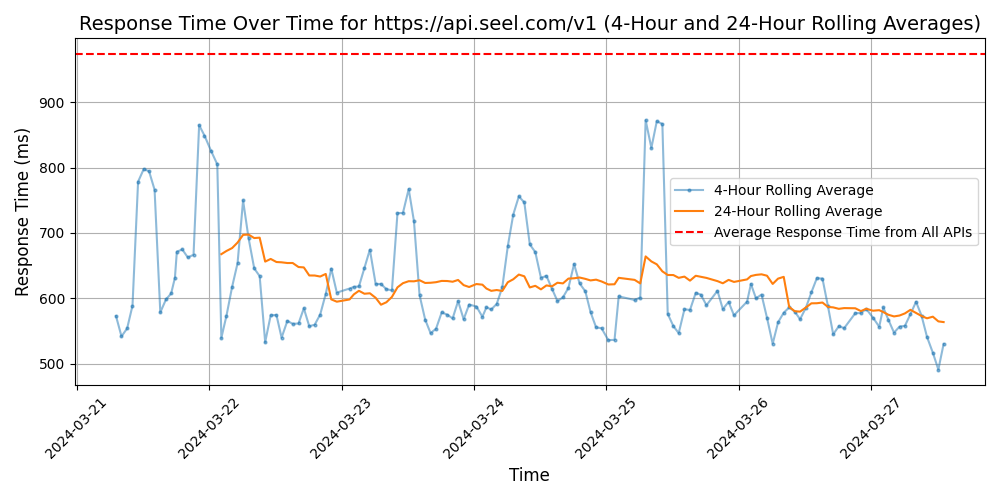 Response Time Over Time for https://api.seel.com/v1 (4-Hour and 24-Hour Rolling Averages)
Response Time (ms)
900
800
700
600
500
4-Hour Rolling Average
24-Hour Rolling Average
Average Response Time from All APIs
2024-03-21
2024-03-22
2024-03-23
2024-03-24
2024-03-25
2024-03-26
2024-03-27
Time